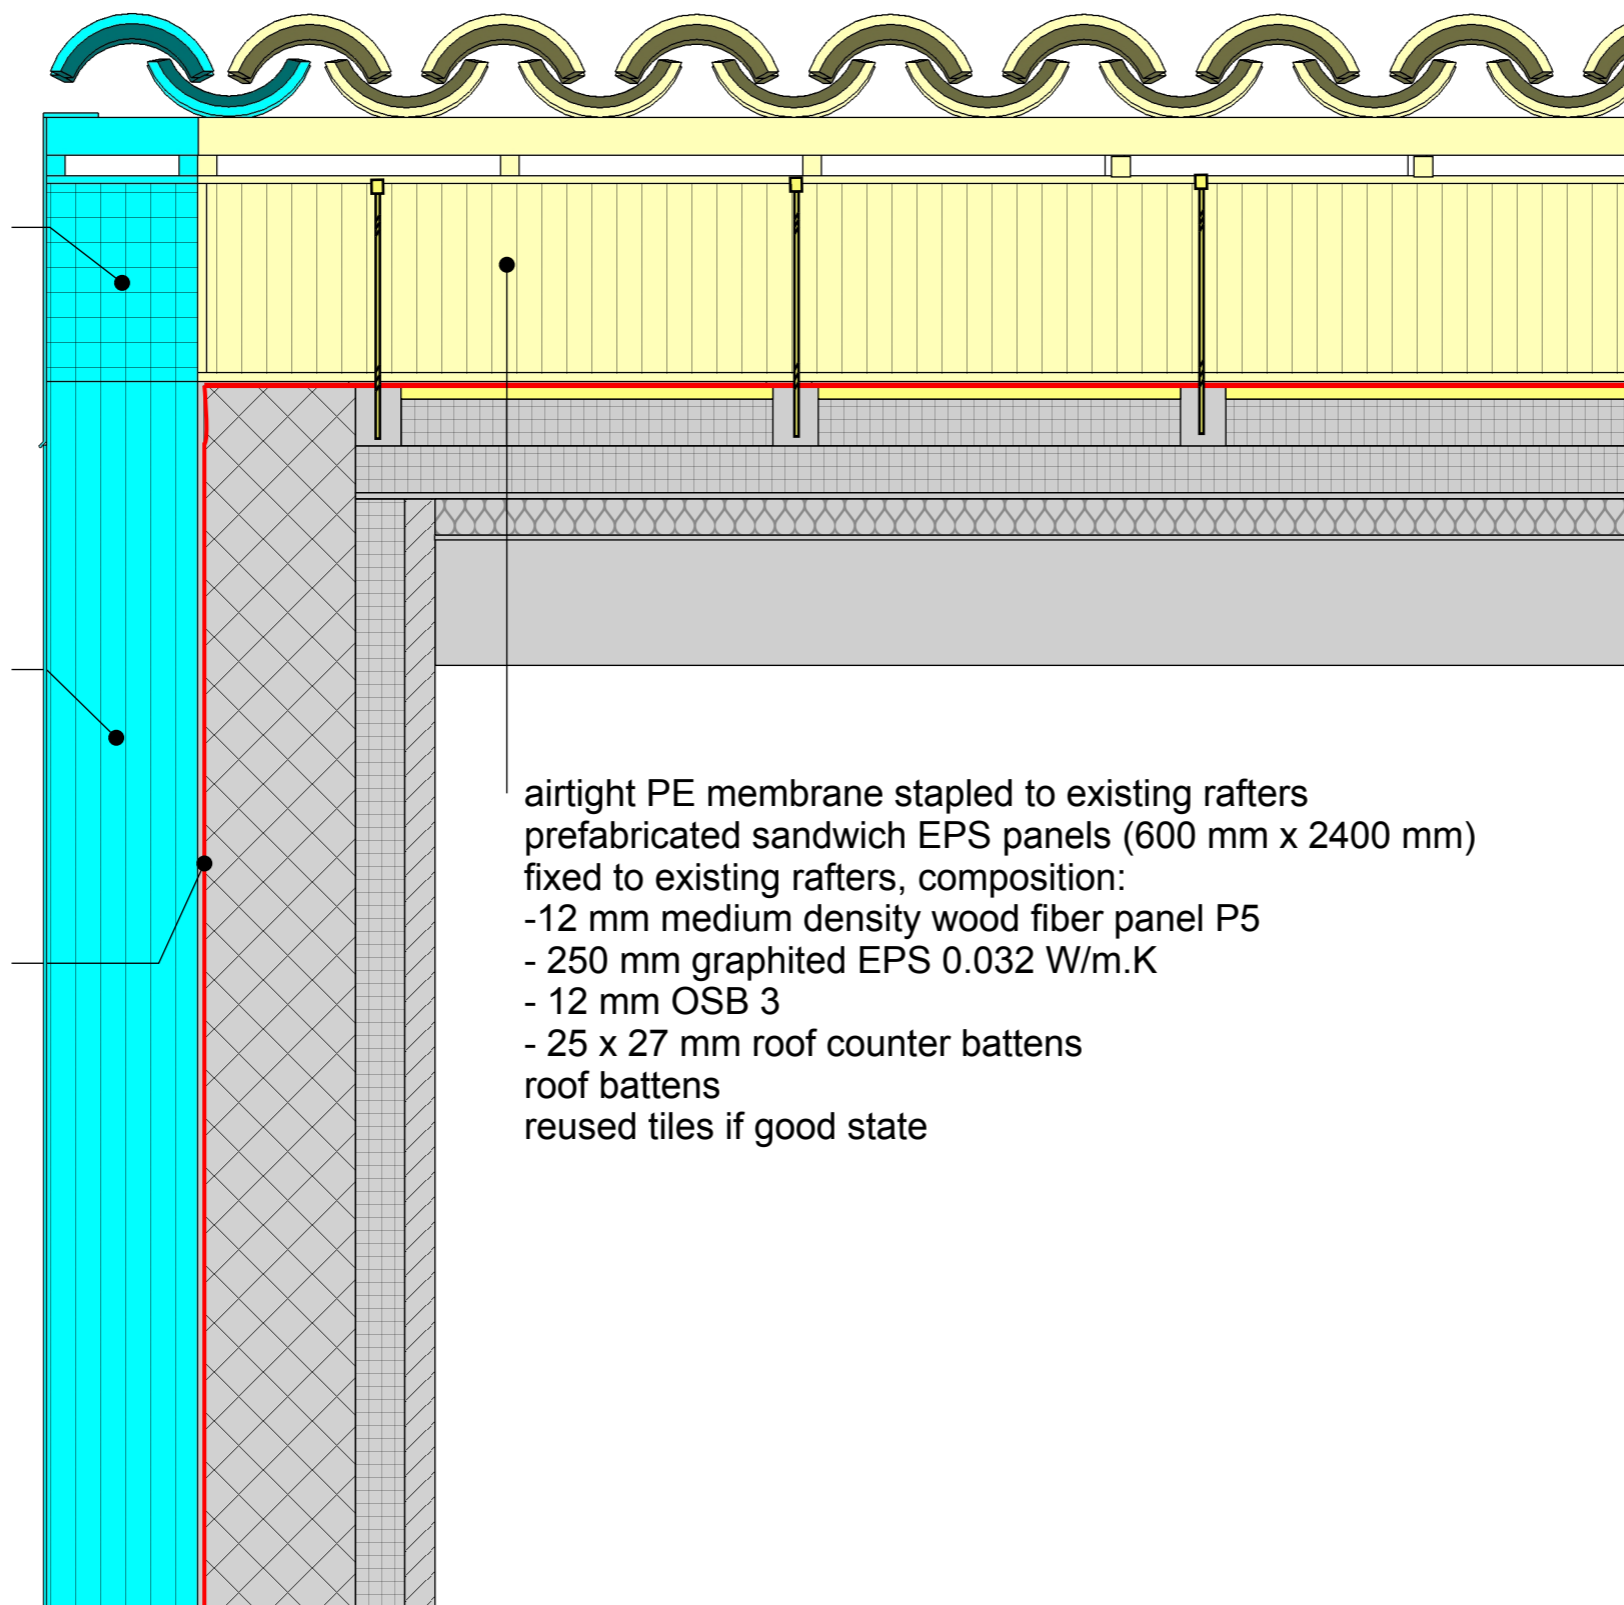 airtight PE membrane stapled to existing rafters
prefabricated sandwich EPS panels (600 mm x 2400 mm)
fixed to existing rafters, composition:
-12 mm medium density wood fiber panel P5
- 250 mm graphited EPS 0.032 W/m.K
- 12 mm OSB 3
- 25 x 27 mm roof counter battens
roof battens
reused tiles if good state